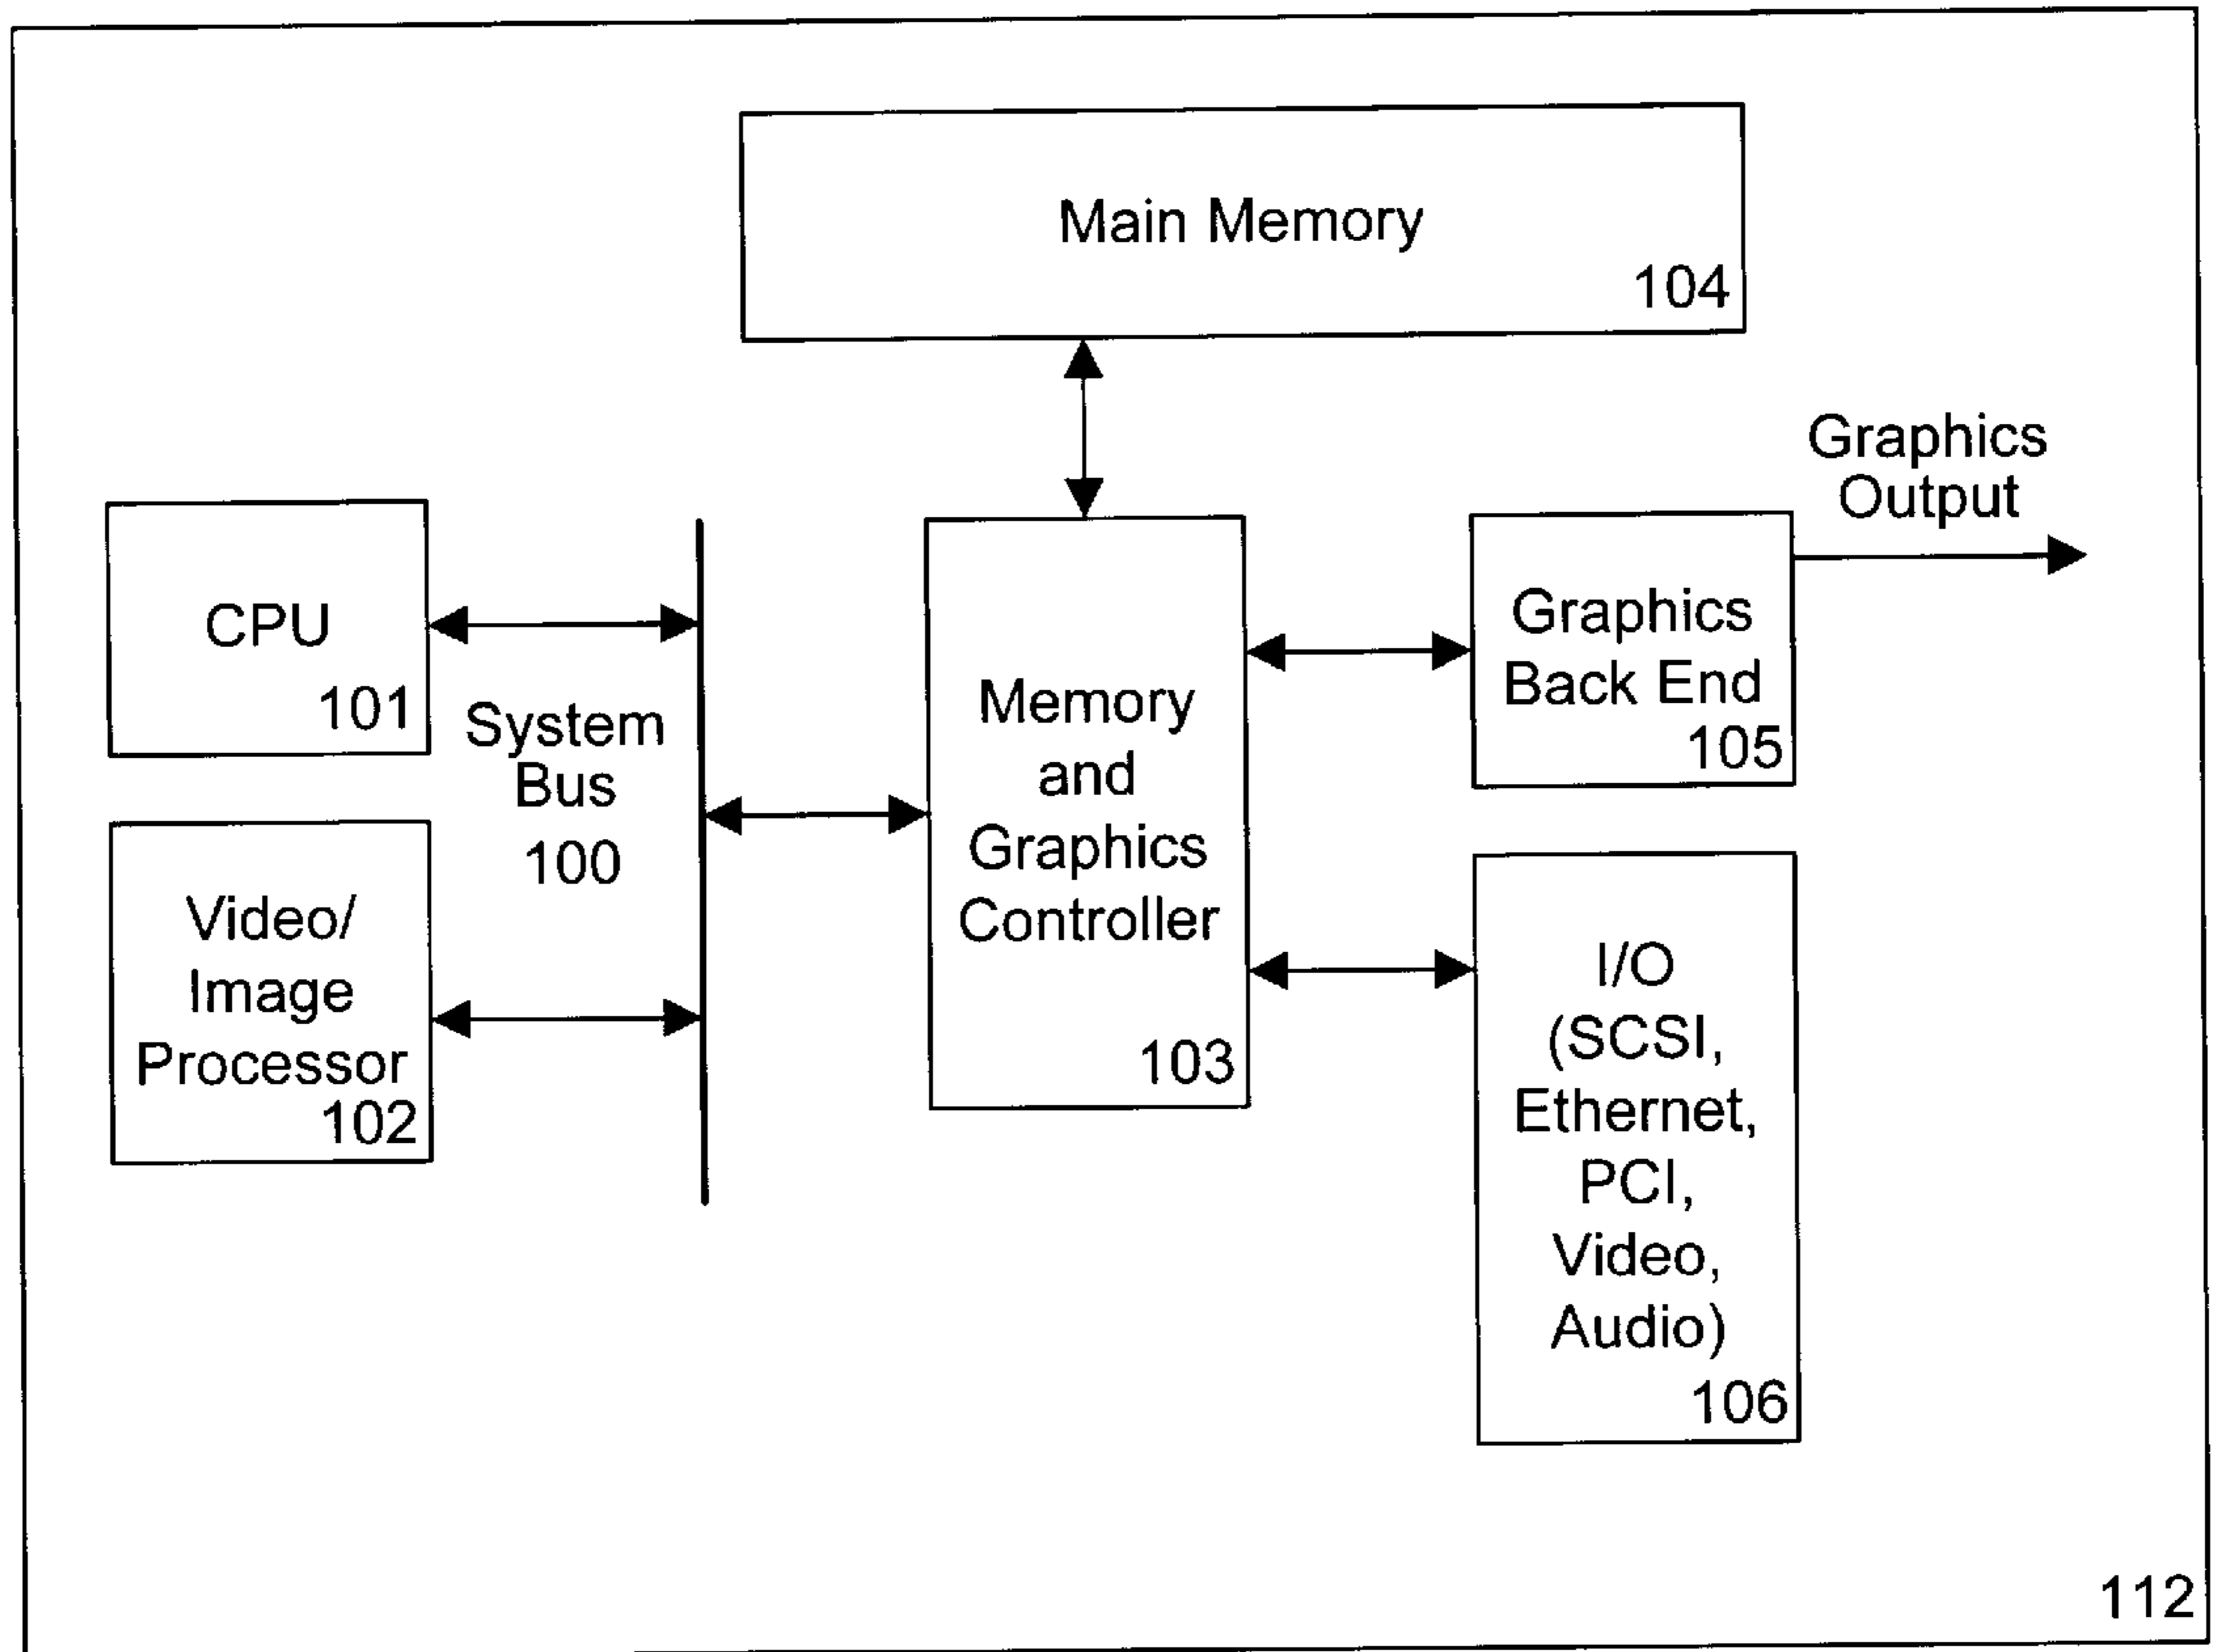 Main Memory
104
Graphics
Output
CPU
101
System
Bus
100
Video/
Image
Processor
102
Memory
and
Graphics
Controller
103
Graphics
Back End
105
I/O
(SCSI,
Ethernet,
PCI,
Video,
Audio)
106
112